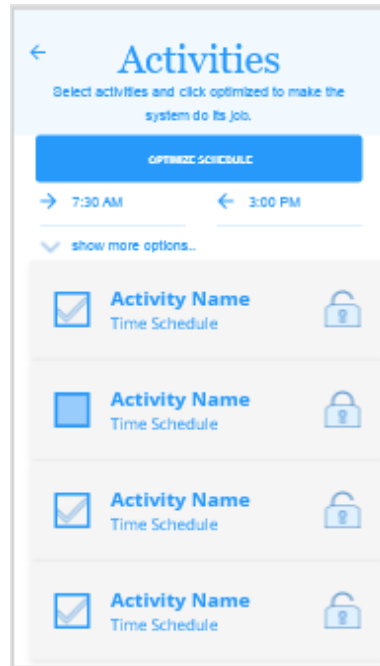 Activities
Select activities and click optimized to make the
system do its job.
OPTIMIZE SCHEDULE
7:30 AM 3:00 PM
show more options..
Activity Name
Time Schedule
Activity Name
Time Schedule
Activity Name
Time Schedule
Activity Name
Time Schedule